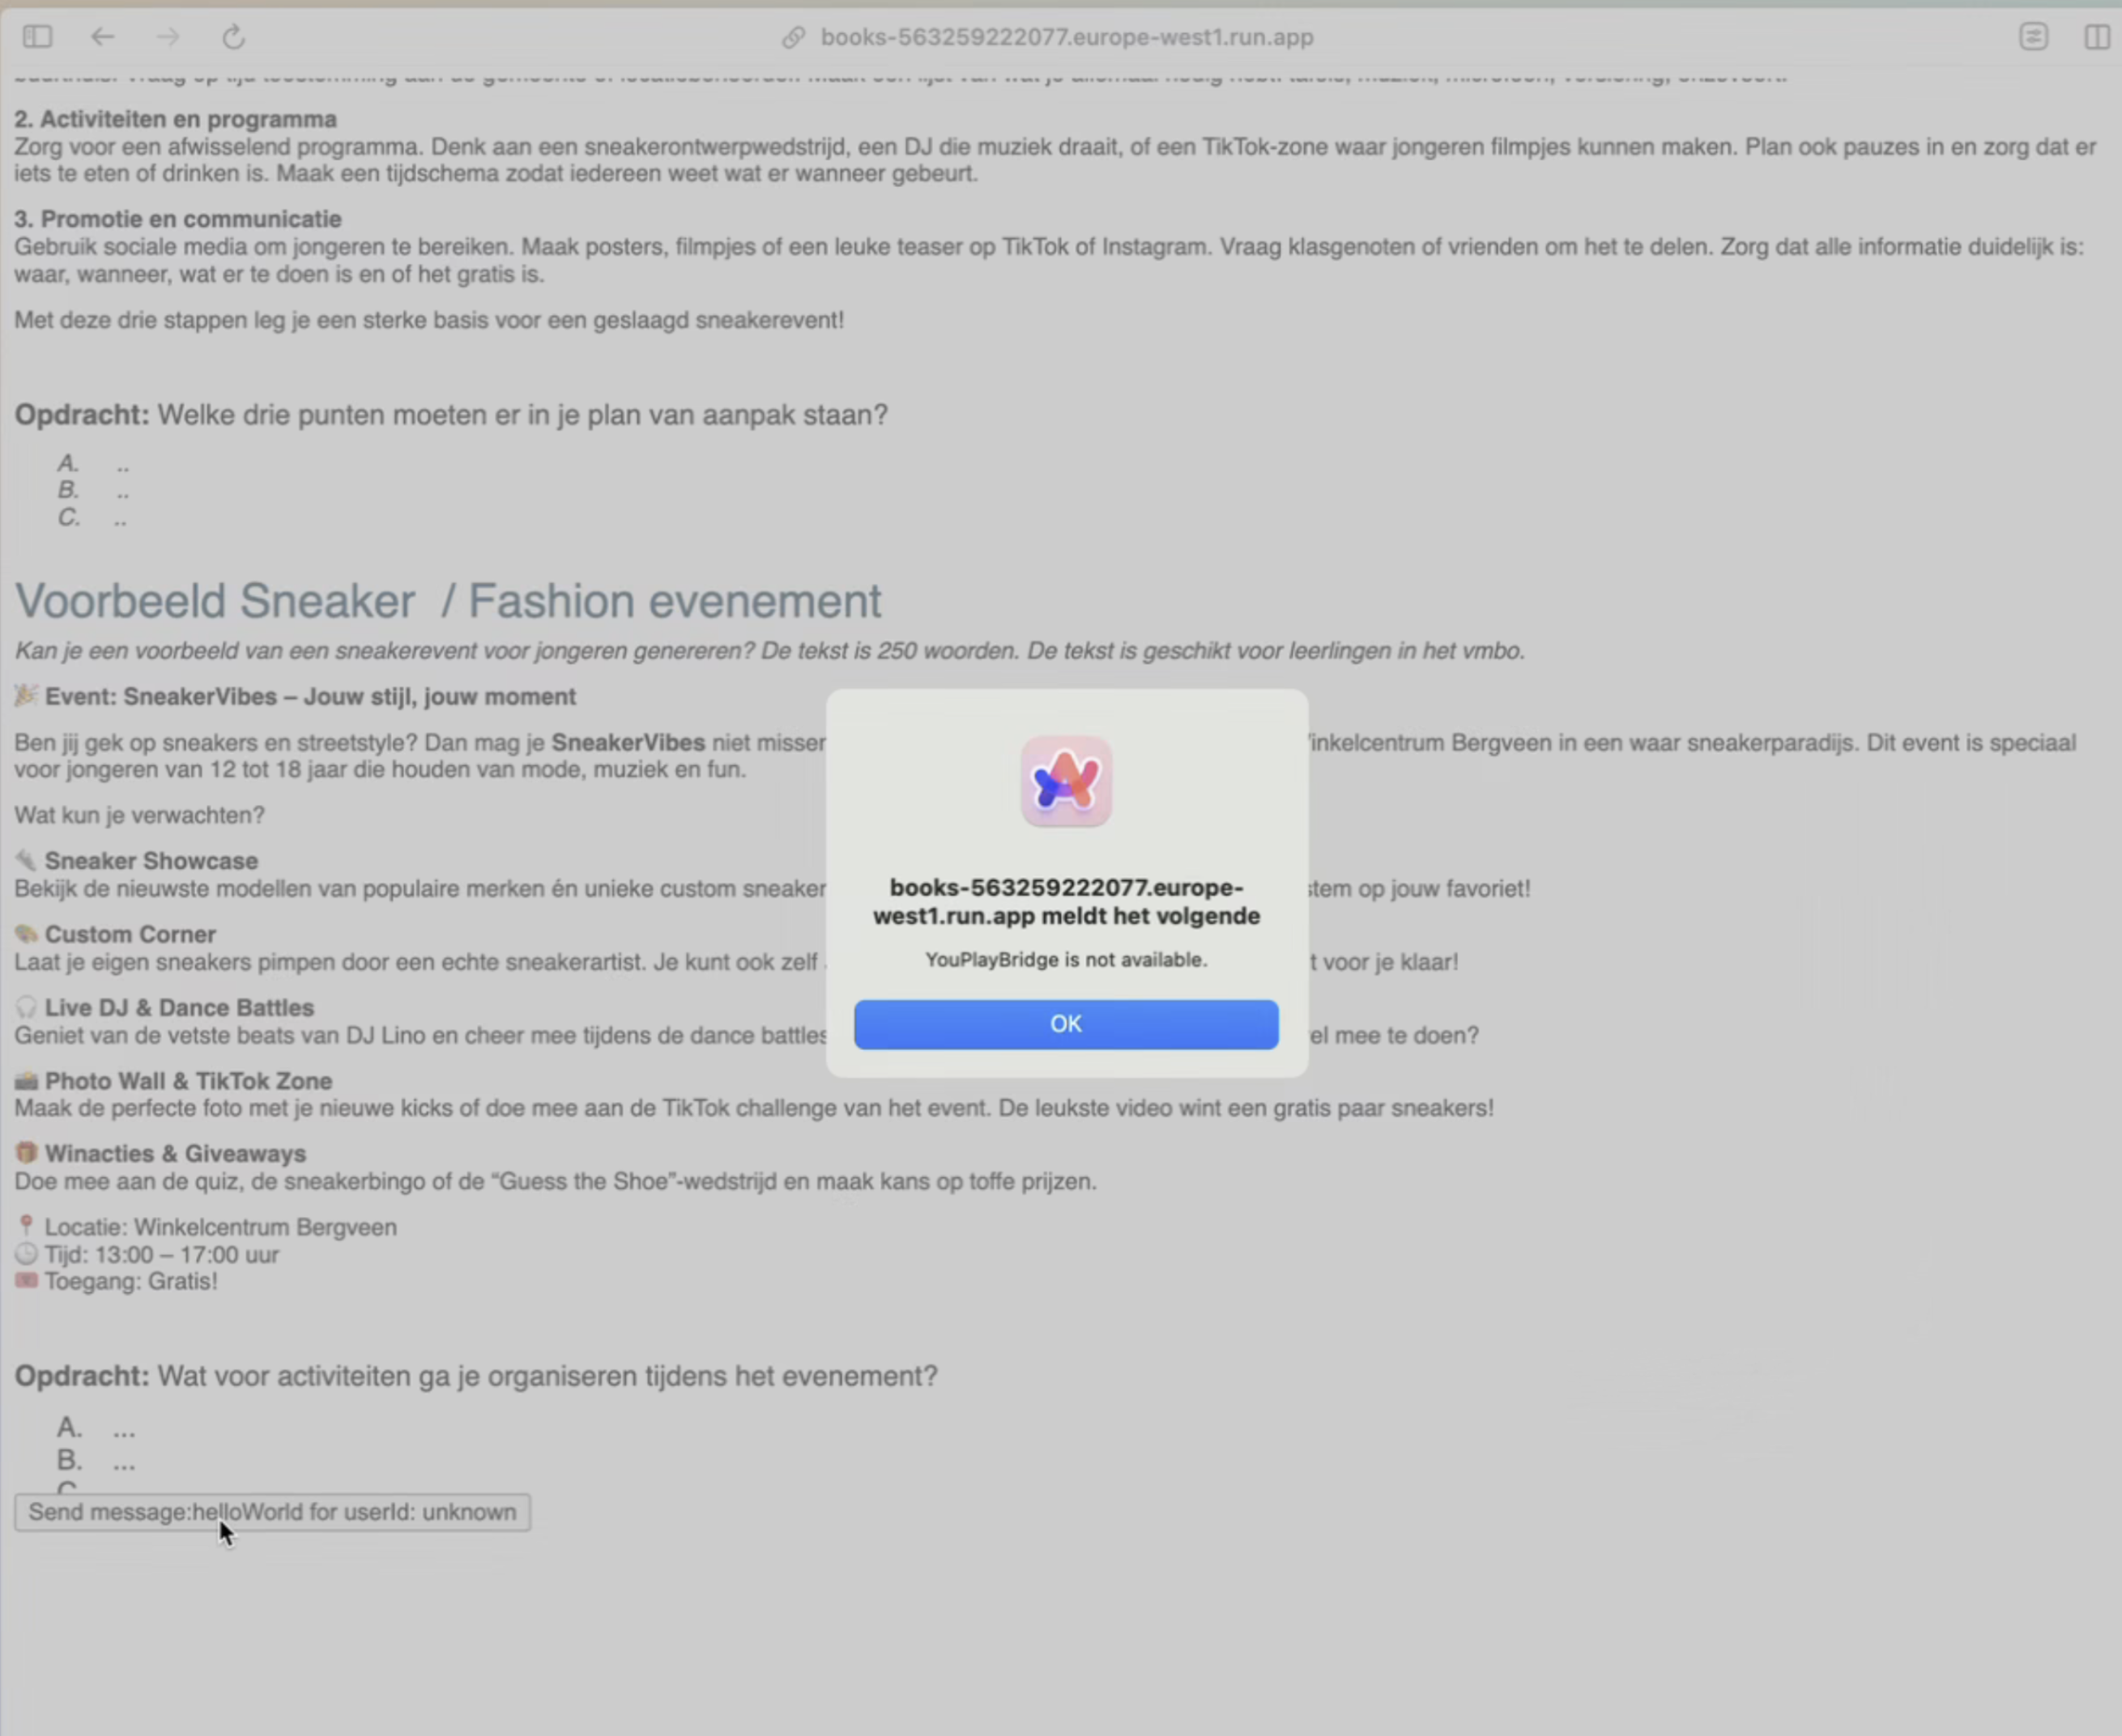 books-563259222077.europe-west1.run.app
2. Activiteiten en programma
Zorg voor een afwisselend programma. Denk aan een sneakerontwerpwedstrijd, een DJ die muziek draait, of een TikTok-zone waar jongeren filmpjes kunnen maken. Plan ook pauzes in en zorg dat er
iets te eten of drinken is. Maak een tijdschema zodat iedereen weet wat er wanneer gebeurt.
3. Promotie en communicatie
Gebruik sociale media om jongeren te bereiken. Maak posters, filmpjes of een leuke teaser op TikTok of Instagram. Vraag klasgenoten of vrienden om het te delen. Zorg dat alle informatie duidelijk is:
waar, wanneer, wat er te doen is en of het gratis is.
Met deze drie stappen leg je een sterke basis voor een geslaagd sneakerevent!
Opdracht: Welke drie punten moeten er in je plan van aanpak staan?
A. ..
B. ..
C. ..
Voorbeeld Sneaker / Fashion evenement
Kan je een voorbeeld van een sneakerevent voor jongeren genereren? De tekst is 250 woorden. De tekst is geschikt voor leerlingen in het vmbo.
🎉 Event: SneakerVibes – Jouw stijl, jouw moment
Ben jij gek op sneakers en streetstyle? Dan mag je SneakerVibes niet misser inkelcentrum Bergveen in een waar sneakerparadijs. Dit event is speciaal
voor jongeren van 12 tot 18 jaar die houden van mode, muziek en fun.
Wat kun je verwachten?
👟 Sneaker Showcase
Bekijk de nieuwste modellen van populaire merken én unieke custom sneaker stem op jouw favoriet!
🎨 Custom Corner
Laat je eigen sneakers pimpen door een echte sneakerartist. Je kunt ook zelf t voor je klaar!
🎧 Live DJ & Dance Battles
Geniet van de vetste beats van DJ Lino en cheer mee tijdens de dance battles el mee te doen?
📸 Photo Wall & TikTok Zone
Maak de perfecte foto met je nieuwe kicks of doe mee aan de TikTok challenge van het event. De leukste video wint een gratis paar sneakers!
🎁 Winacties & Giveaways
Doe mee aan de quiz, de sneakerbingo of de “Guess the Shoe”-wedstrijd en maak kans op toffe prijzen.
📍 Locatie: Winkelcentrum Bergveen
🕒 Tijd: 13:00 – 17:00 uur
🎟️ Toegang: Gratis!
Opdracht: Wat voor activiteiten ga je organiseren tijdens het evenement?
A. ...
B. ...
C
Send message:helloWorld for userId: unknown
books-563259222077.europe-
west1.run.app meldt het volgende
YouPlayBridge is not available.
OK